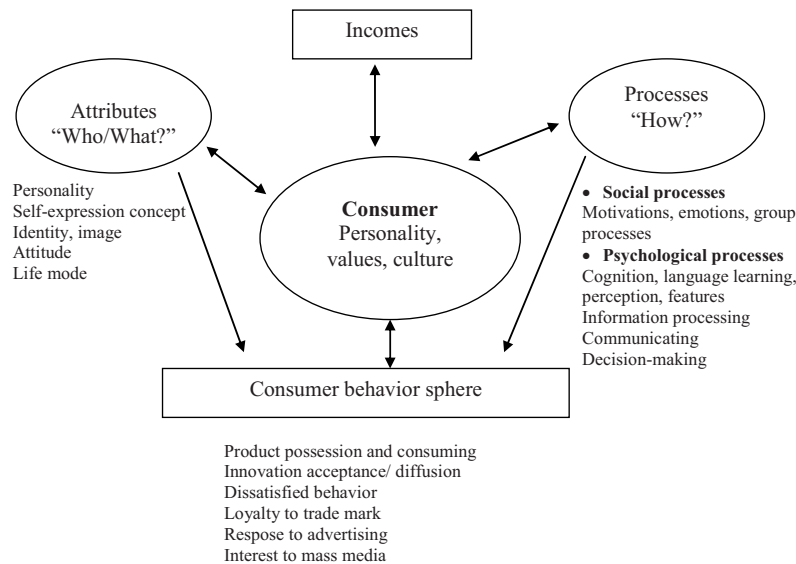 Incomes
Attributes
“Who/What?”
Personality
Self-expression concept
Identity, image
Attitude
Life mode
Consumer
Personality,
values, culture
Processes
“How?”
• Social processes
Motivations, emotions, group
processes
• Psychological processes
Cognition, language learning,
perception, features
Information processing
Communicating
Decision-making
Consumer behavior sphere
Product possession and consuming
Innovation acceptance/ diffusion
Dissatisfied behavior
Loyalty to trade mark
Respose to advertising
Interest to mass media